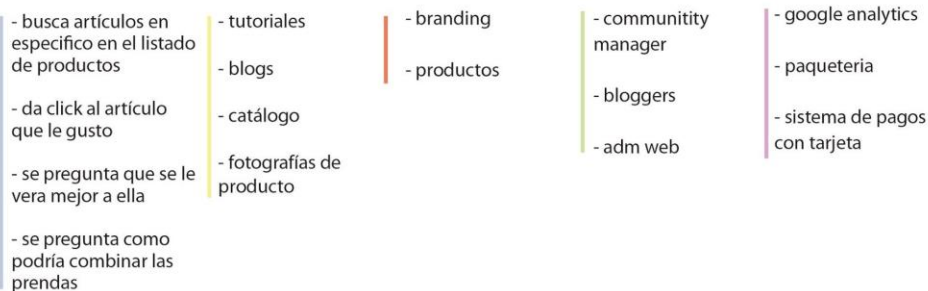 - busca artículos en
especifico en el listado
de productos
- da click al artículo
que le gusto
- se pregunta que se le
vera mejor a ella
- se pregunta como
podría combinar las
prendas
- tutoriales
- blogs
- catálogo
- fotografías de
producto
- branding
- productos
- communitity
manager
- bloggers
- adm web
- google analytics
- paqueteria
- sistema de pagos
con tarjeta